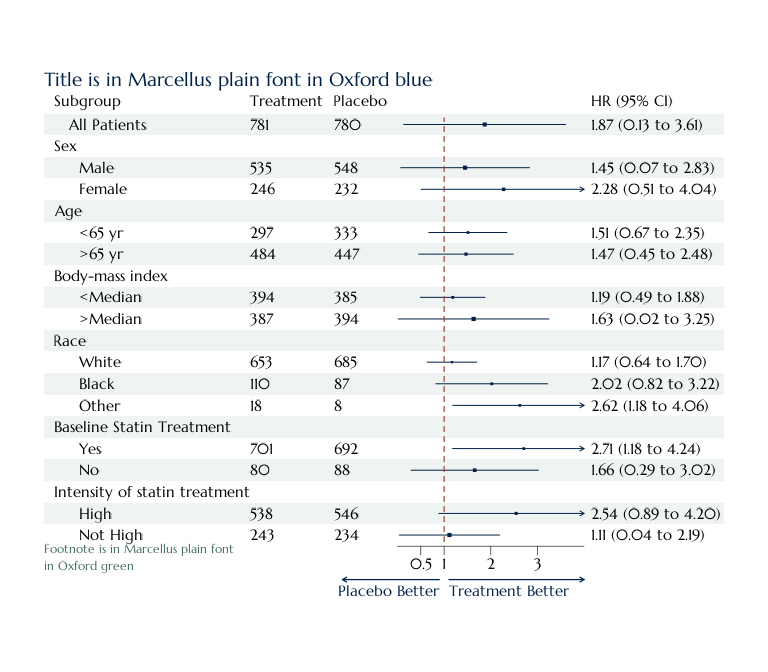 Title is in Marcellus plain font in Oxford blue
Subgroup Treatment Placebo HR (95% CI)
All Patients 781 780 1.87 (0.13 to 3.61)
Sex
Male 535 548 1.45 (0.07 to 2.83)
Female 246 232 2.28 (0.51 to 4.04)
Age
<65 yr 297 333 1.51 (0.67 to 2.35)
>65 yr 484 447 1.47 (0.45 to 2.48)
Body-mass index
<Median 394 385 1.19 (0.49 to 1.88)
>Median 387 394 1.63 (0.02 to 3.25)
Race
White 653 685 1.17 (0.64 to 1.70)
Black 110 87 2.02 (0.82 to 3.22)
Other 18 8 2.62 (1.18 to 4.06)
Baseline Statin Treatment
Yes 701 692 2.71 (1.18 to 4.24)
No 80 88 1.66 (0.29 to 3.02)
Intensity of statin treatment
High 538 546 2.54 (0.89 to 4.20)
Not High 243 234 1.11 (0.04 to 2.19)
Footnote is in Marcellus plain font
in Oxford green
0.5 1 2 3
Placebo Better Treatment Better